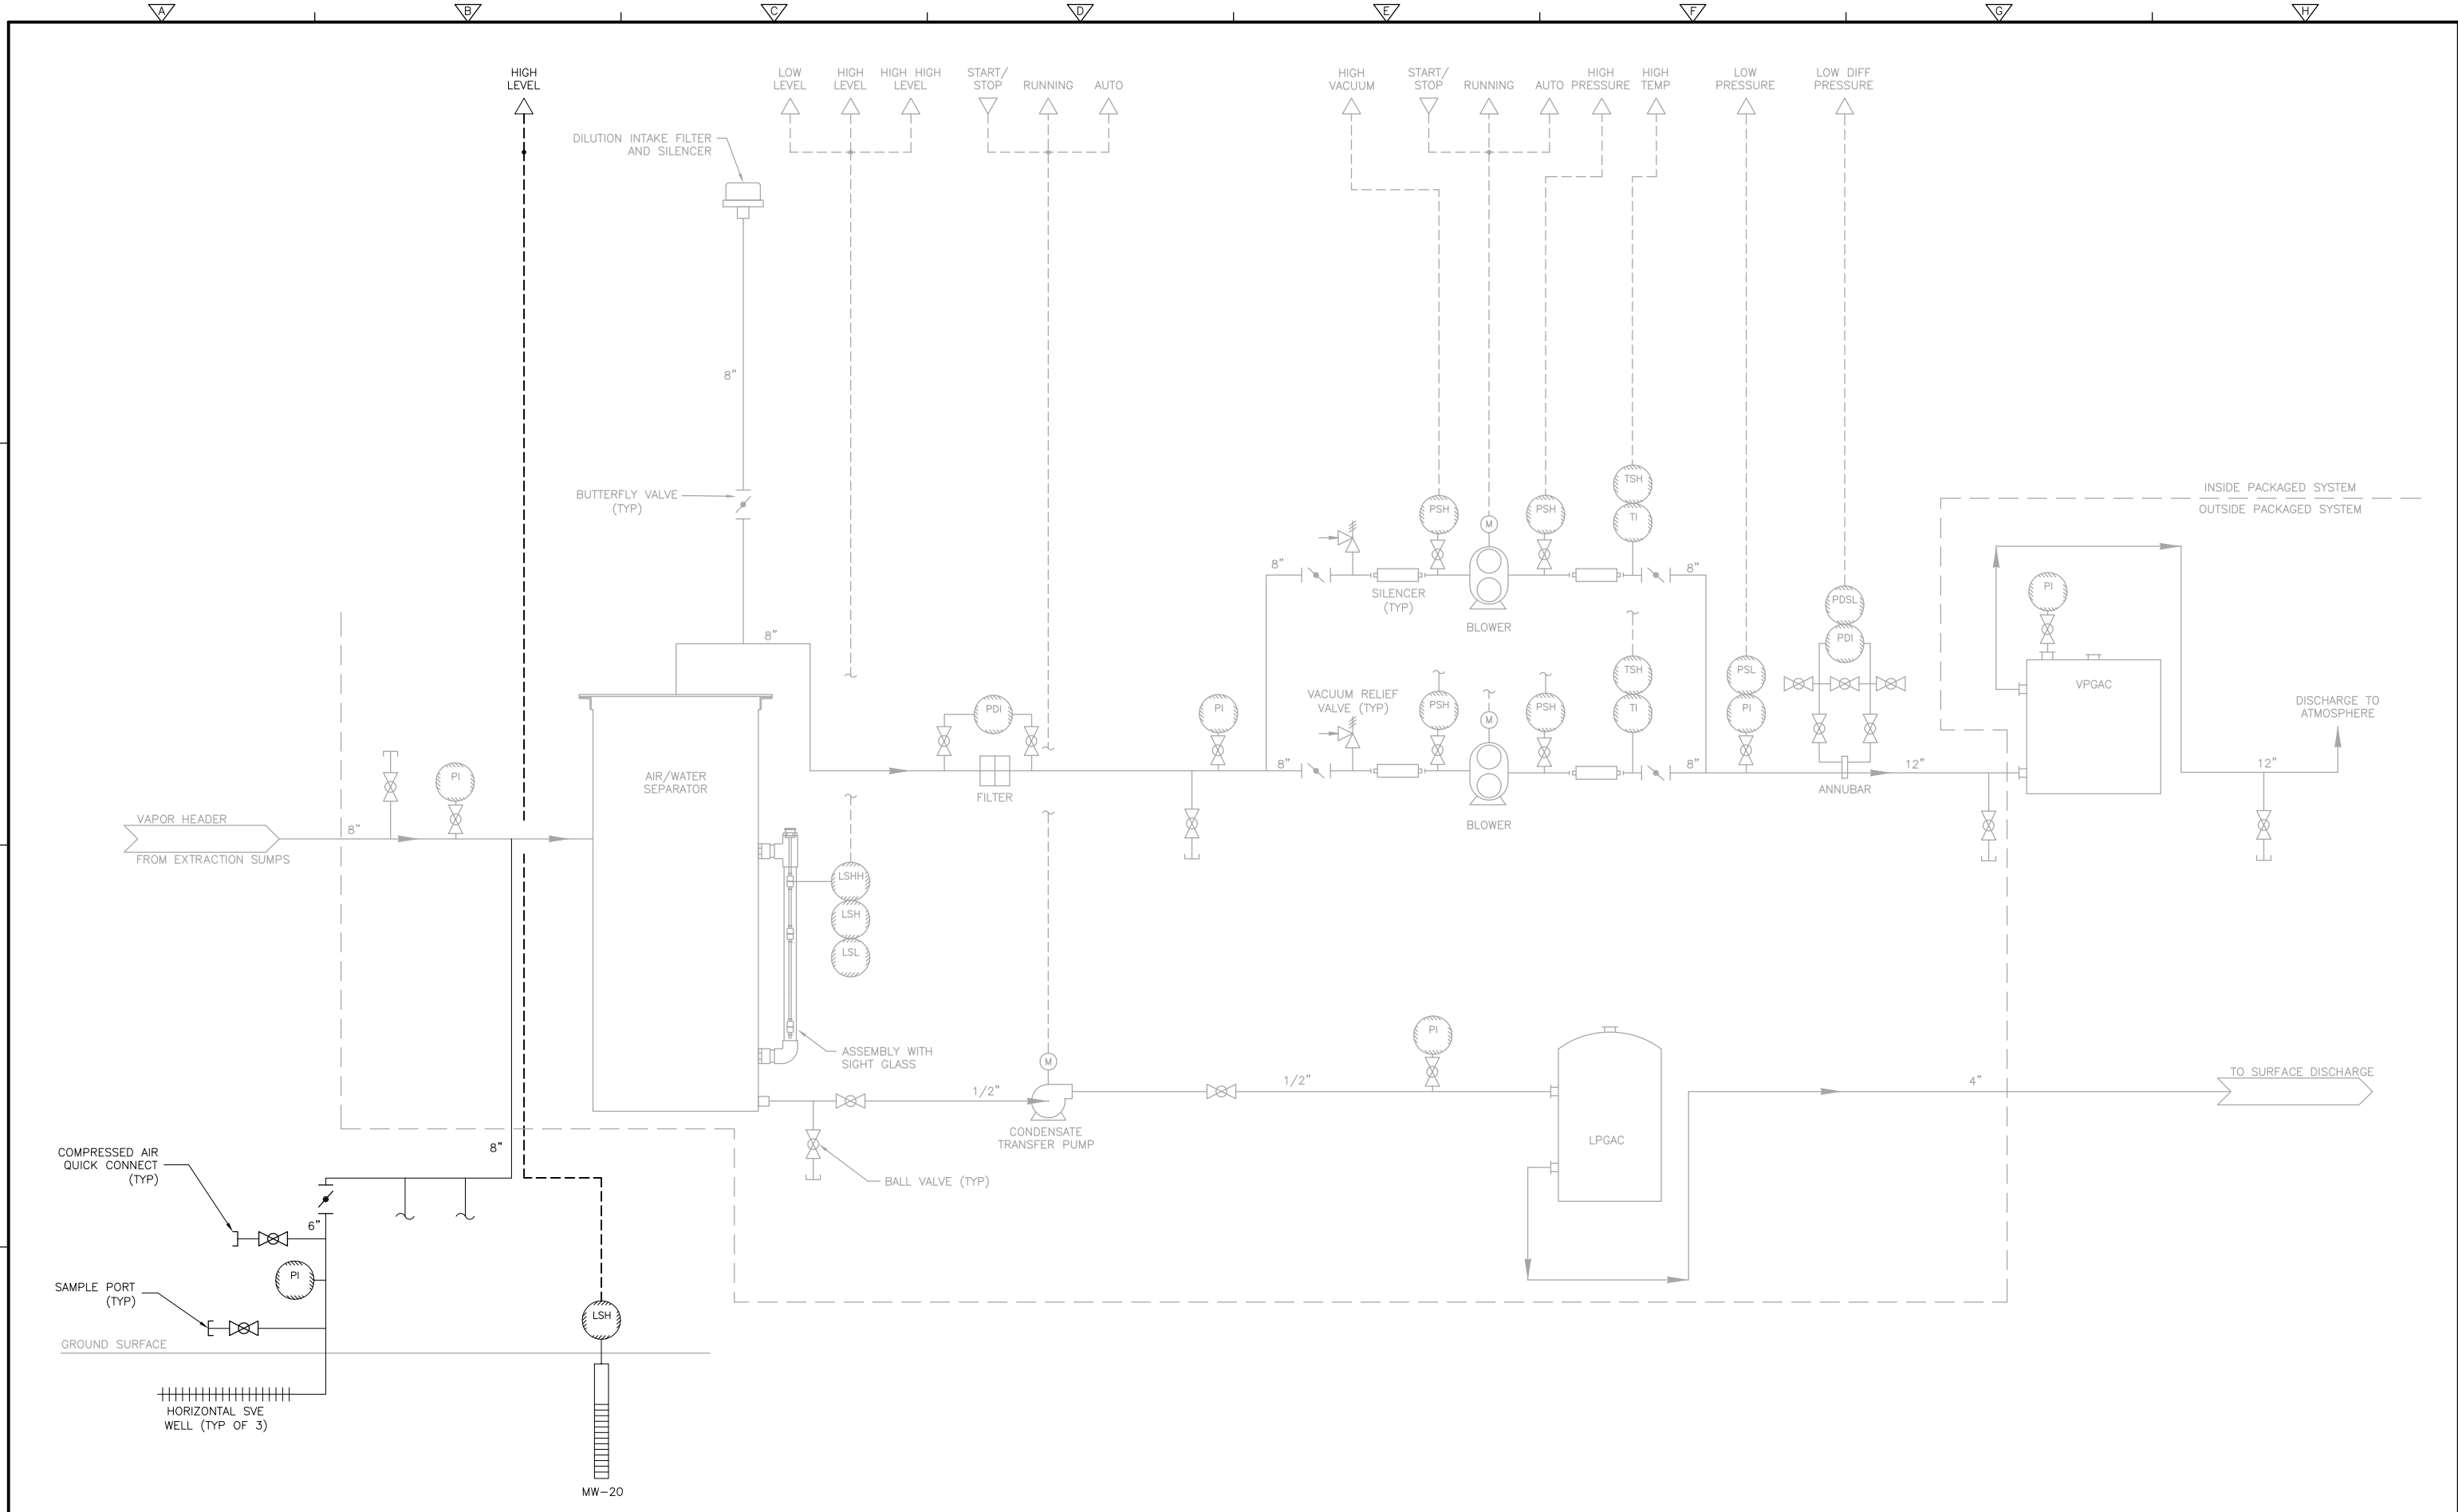 A
B
C
D
E
F
G
H
HIGH
LEVEL
LOW
LEVEL
HIGH
LEVEL
HIGH HIGH
LEVEL
START/
STOP
RUNNING
AUTO
HIGH
VACUUM
START/
STOP
RUNNING
AUTO
HIGH
PRESSURE
HIGH
TEMP
LOW
PRESSURE
LOW DIFF
PRESSURE
DILUTION INTAKE FILTER
AND SILENCER
8"
BUTTERFLY VALVE
(TYP)
TSH
TI
PSH
M
PSH
INSIDE PACKAGED SYSTEM
OUTSIDE PACKAGED SYSTEM
8"
8"
SILENCER
(TYP)
BLOWER
PI
PDSL
PDI
8"
TSH
TI
PSL
PI
VPGAC
VACUUM RELIEF
VALVE (TYP)
PSH
M
PSH
PDI
PI
DISCHARGE TO
ATMOSPHERE
AIR/WATER
SEPARATOR
PI
FILTER
8"
8"
12"
12"
ANNUBAR
BLOWER
VAPOR HEADER
8"
FROM EXTRACTION SUMPS
LSHH
LSH
LSL
ASSEMBLY WITH
SIGHT GLASS
PI
M
1/2"
1/2"
4"
TO SURFACE DISCHARGE
CONDENSATE
TRANSFER PUMP
LPGAC
8"
COMPRESSED AIR
QUICK CONNECT
(TYP)
BALL VALVE (TYP)
6"
PI
SAMPLE PORT
(TYP)
LSH
GROUND SURFACE
HORIZONTAL SVE
WELL (TYP OF 3)
MW-20